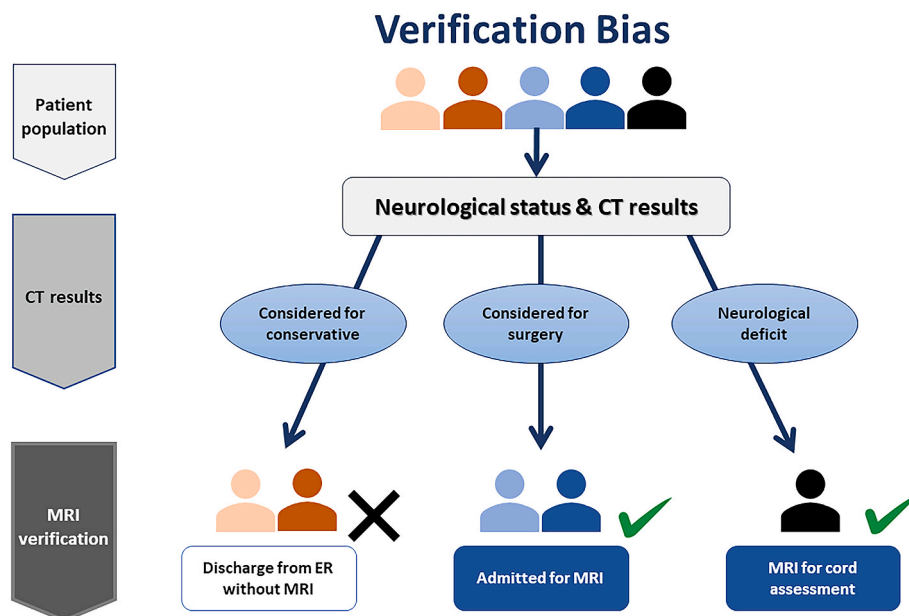 Verification Bias
Patient
population
Neurological status & CT results
CT results
Considered for
conservative
Considered for
surgery
Neurological
deficit
MRI
verification
Discharge from ER
without MRI
Admitted for MRI
MRI for cord
assessment